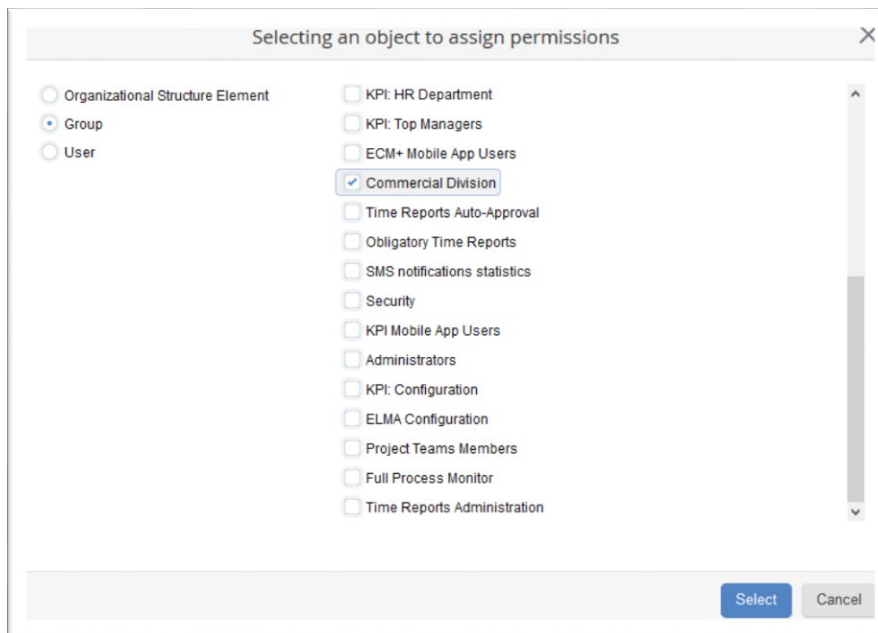 Selecting an object to assign permissions
Organizational Structure Element
Group
User
KPI: HR Department
KPI: Top Managers
ECM+ Mobile App Users
Commercial Division
Time Reports Auto-Approval
Obligatory Time Reports
SMS notifications statistics
Security
KPI Mobile App Users
Administrators
KPI: Configuration
ELMA Configuration
Project Teams Members
Full Process Monitor
Time Reports Administration
Select
Cancel